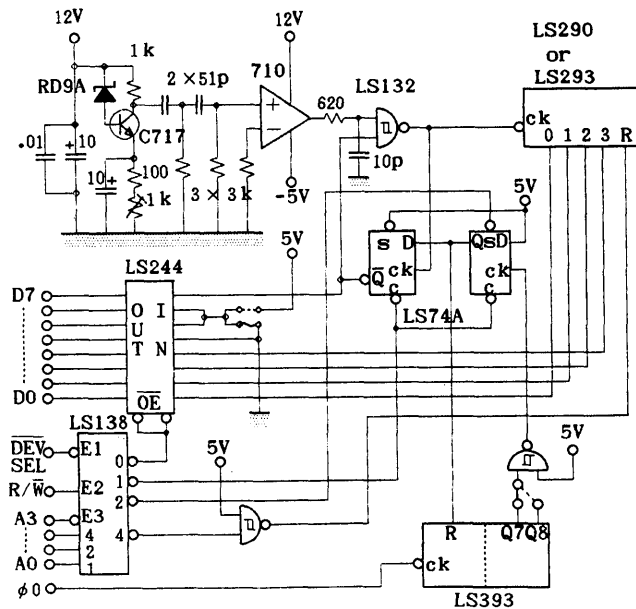 12V
12V
LS290
or
LS293
1k
RD9A
2×51p
710
LS132
620
+
−
C717
ck
0 1 2 3 R
.01
+
10
10
+
100
1k
3×3k
-5V
10p
5V
5V
s D
Q̅
ck
c
QsD
ck
c
LS74A
LS244
D7
D0
O I
U
T N
O̅E̅
LS138
D̅E̅V̅
SEL
E1
0
1
R/W̅
E2
2
A3
E3
4
4
2
A0
1
φ0
5V
5V
R
Q7Q8
ck
LS393